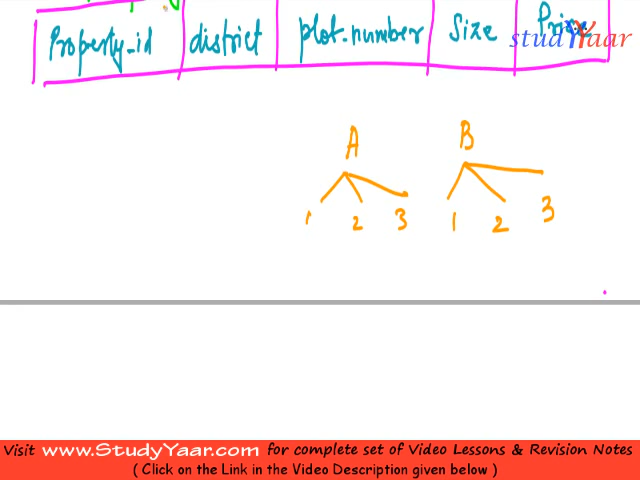 Property_id district plot-number Size Price
studyYaar
A B
1 2 3 1 2 3
Visit www.StudyYaar.com for complete set of Video Lessons & Revision Notes
( Click on the Link in the Video Description given below )